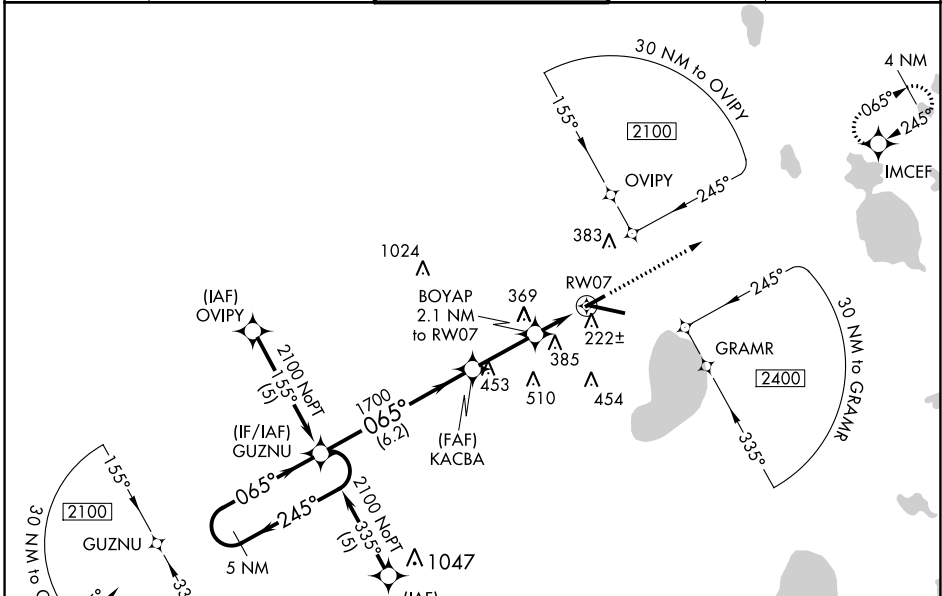 30 NM to OVIPY
155°
2100
OVIPY
245°
4 NM
065°
245°
IMCEF
383
1024
(IAF)
OVIPY
BOYAP
2.1 NM
to RW07
369
RW07
385
222±
453
510
454
245°
GRAMR
2400
335°
30 NM to GRAMR
2100 NoPT
155°
(5)
1700
065°
(6.2)
(IF/IAF)
GUZNU
(FAF)
KACBA
065°
245°
5 NM
2100 NoPT
335°
(5)
1047
155°
2100
GUZNU
30 NM to